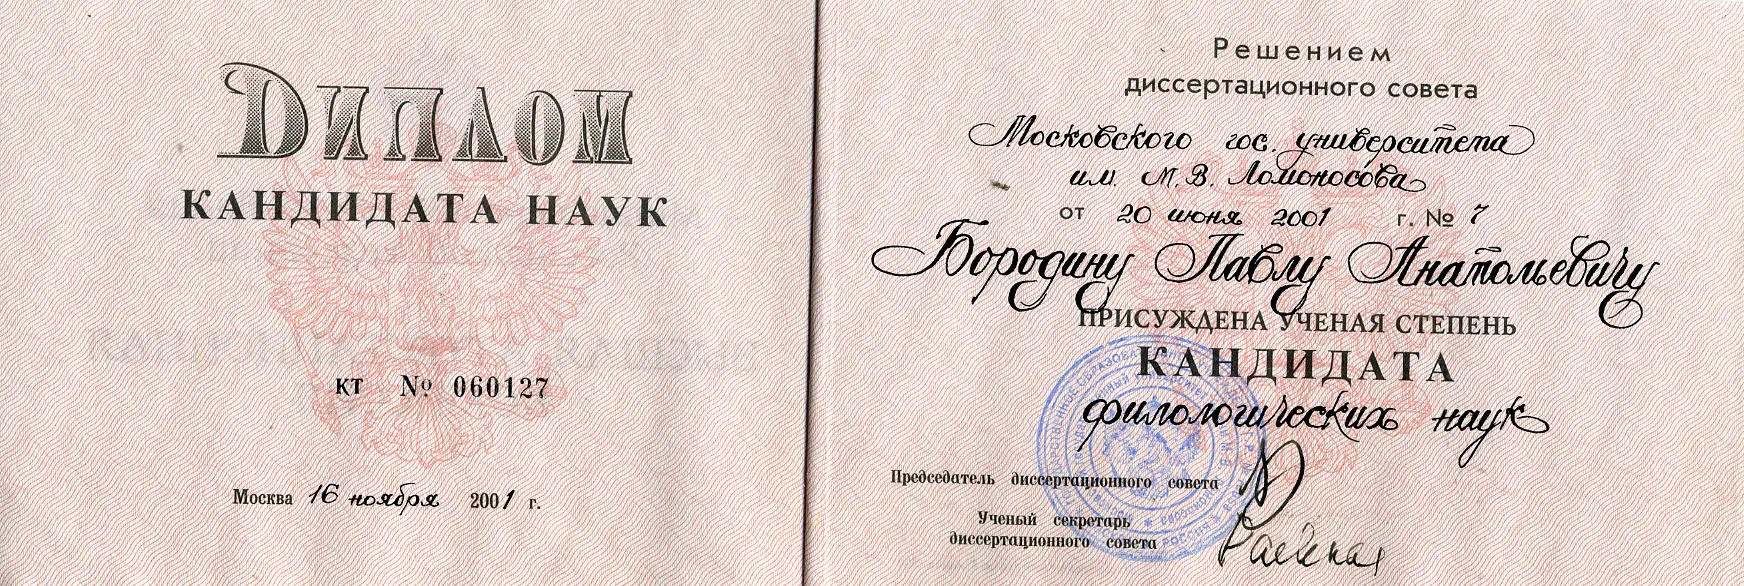 ДИПЛОМ
КАНДИДАТА НАУК
КТ № 060127
Москва 16 ноября 2001 г.
Решением
диссертационного совета
Московского гос. университета
им. М.В. Ломоносова
от 20 июня 2001 г. № 7
Бородину Павлу Анатольевичу
ПРИСУЖДЕНА УЧЕНАЯ СТЕПЕНЬ
КАНДИДАТА
филологических наук
Председатель диссертационного совета
Ученый секретарь
диссертационного совета